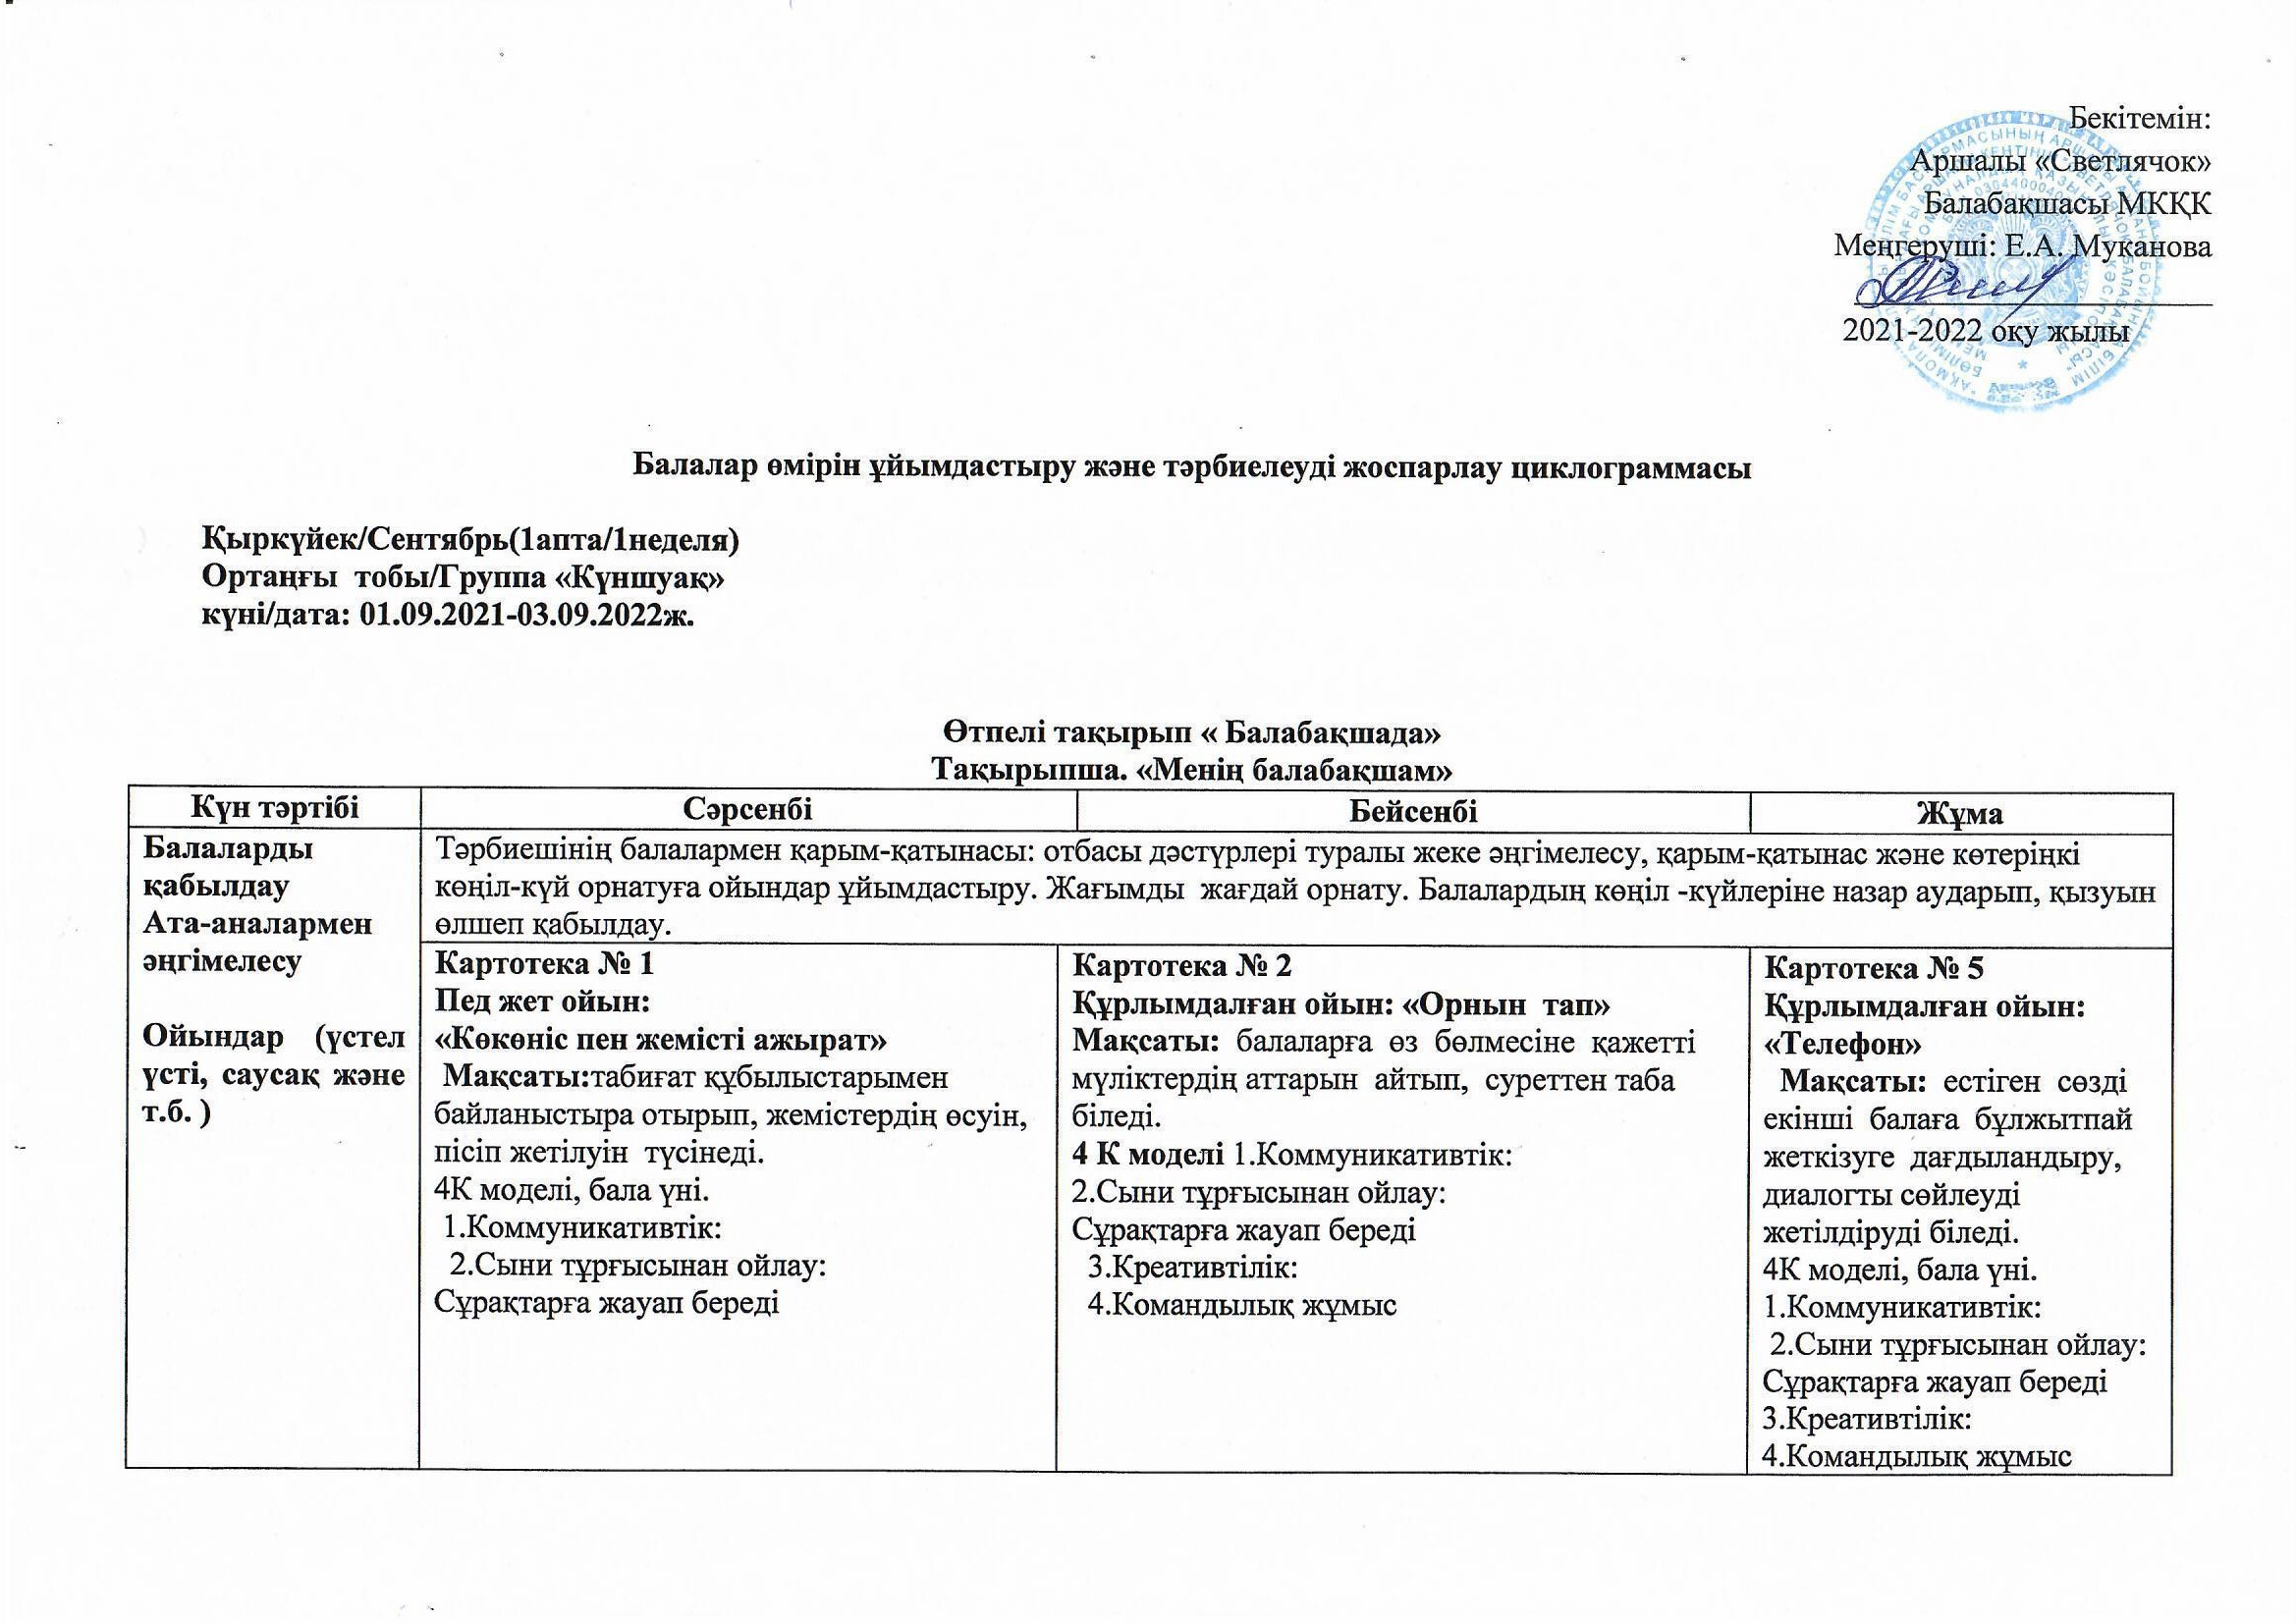 Бекітемін:
Аршалы «Светлячок»
Балабақшасы МКҚК
Меңгеруші: Е.А. Муканова
2021-2022 оқу жылы
Балалар өмірін ұйымдастыру және тәрбиелеуді жоспарлау циклограммасы
Қыркүйек/Сентябрь(1апта/1неделя)
Ортаңғы тобы/Группа «Күншуақ»
күні/дата: 01.09.2021-03.09.2022ж.
Өтпелі тақырып « Балабақшада»
Тақырыпша. «Менің балабақшам»
Күн тәртібі
Сәрсенбі
Бейсенбі
Жұма
Балаларды
қабылдау
Ата-аналармен
әңгімелесу
Ойындар (үстел
үсті, саусақ және
т.б. )
Тәрбиешінің балалармен қарым-қатынасы: отбасы дәстүрлері туралы жеке әңгімелесу, қарым-қатынас және көтеріңкі
көңіл-күй орнатуға ойындар ұйымдастыру. Жағымды жағдай орнату. Балалардың көңіл -күйлеріне назар аударып, қызуын
өлшеп қабылдау.
Картотека № 1
Пед жет ойын:
«Көкөніс пен жемісті ажырат»
Мақсаты:табиғат құбылыстарымен
байланыстыра отырып, жемістердің өсуін,
пісіп жетілуін түсінеді.
4К моделі, бала үні.
1.Коммуникативтік:
2.Сыни тұрғысынан ойлау:
Сұрақтарға жауап береді
Картотека № 2
Құрлымдалған ойын: «Орнын тап»
Мақсаты: балаларға өз бөлмесіне қажетті
мүліктердің аттарын айтып, суреттен таба
біледі.
4 К моделі 1.Коммуникативтік:
2.Сыни тұрғысынан ойлау:
Сұрақтарға жауап береді
3.Креативтілік:
4.Командылық жұмыс
Картотека № 5
Құрлымдалған ойын:
«Телефон»
Мақсаты: естіген сөзді
екінші балаға бұлжытпай
жеткізуге дағдыландыру,
диалогты сөйлеуді
жетілдіруді біледі.
4К моделі, бала үні.
1.Коммуникативтік:
2.Сыни тұрғысынан ойлау:
Сұрақтарға жауап береді
3.Креативтілік:
4.Командылық жұмыс